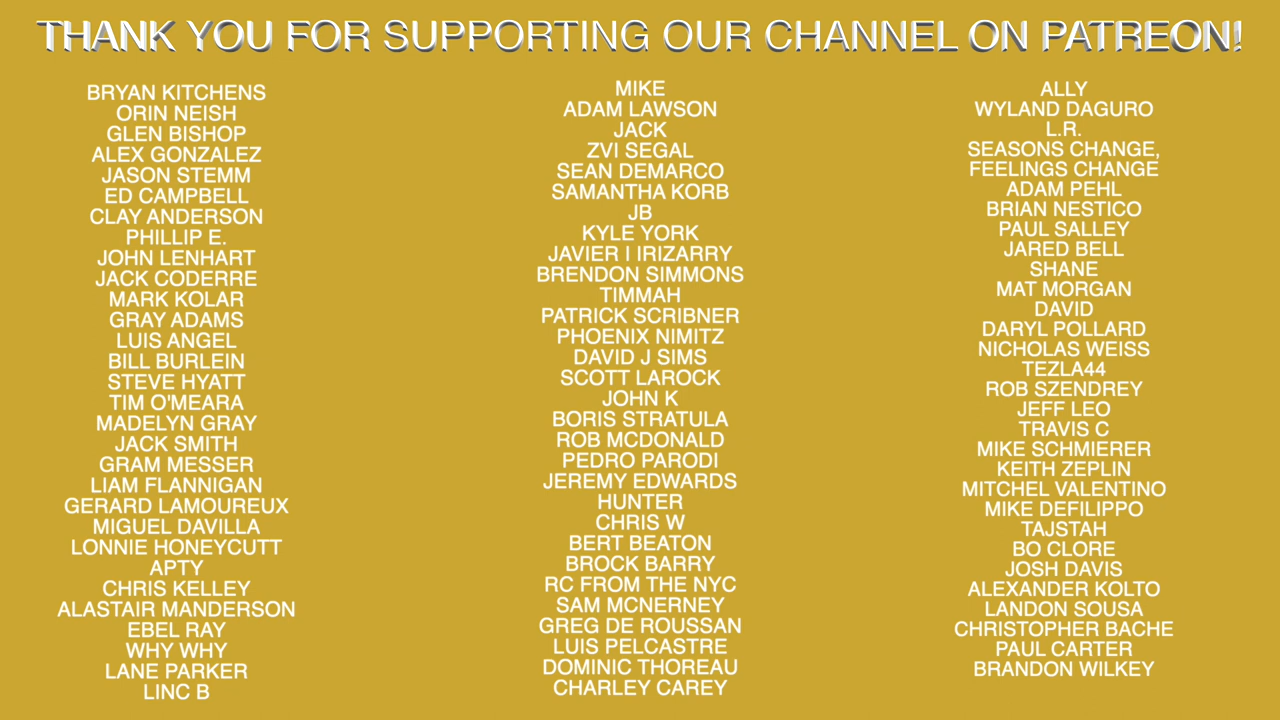 THANK YOU FOR SUPPORTING OUR CHANNEL ON PATREON!
BRYAN KITCHENS
ORIN NEISH
GLEN BISHOP
ALEX GONZALEZ
JASON STEMM
ED CAMPBELL
CLAY ANDERSON
PHILLIP E.
JOHN LENHART
JACK CODERRE
MARK KOLAR
GRAY ADAMS
LUIS ANGEL
BILL BURLEIN
STEVE HYATT
TIM O'MEARA
MADELYN GRAY
JACK SMITH
GRAM MESSER
LIAM FLANNIGAN
GERARD LAMOUREUX
MIGUEL DAVILLA
LONNIE HONEYCUTT
APTY
CHRIS KELLEY
ALASTAIR MANDERSON
EBEL RAY
WHY WHY
LANE PARKER
LINC B
MIKE
ADAM LAWSON
JACK
ZVI SEGAL
SEAN DEMARCO
SAMANTHA KORB
JB
KYLE YORK
JAVIER I IRIZARRY
BRENDON SIMMONS
TIMMAH
PATRICK SCRIBNER
PHOENIX NIMITZ
DAVID J SIMS
SCOTT LAROCK
JOHN K
BORIS STRATULA
ROB MCDONALD
PEDRO PARODI
JEREMY EDWARDS
HUNTER
CHRIS W
BERT BEATON
BROCK BARRY
RC FROM THE NYC
SAM MCNERNEY
GREG DE ROUSSAN
LUIS PELCASTRE
DOMINIC THOREAU
CHARLEY CAREY
ALLY
WYLAND DAGURO
L.R.
SEASONS CHANGE,
FEELINGS CHANGE
ADAM PEHL
BRIAN NESTICO
PAUL SALLEY
JARED BELL
SHANE
MAT MORGAN
DAVID
DARYL POLLARD
NICHOLAS WEISS
TEZLA44
ROB SZENDREY
JEFF LEO
TRAVIS C
MIKE SCHMIERER
KEITH ZEPLIN
MITCHEL VALENTINO
MIKE DEFILIPPO
TAJSTAH
BO CLORE
JOSH DAVIS
ALEXANDER KOLTO
LANDON SOUSA
CHRISTOPHER BACHE
PAUL CARTER
BRANDON WILKEY